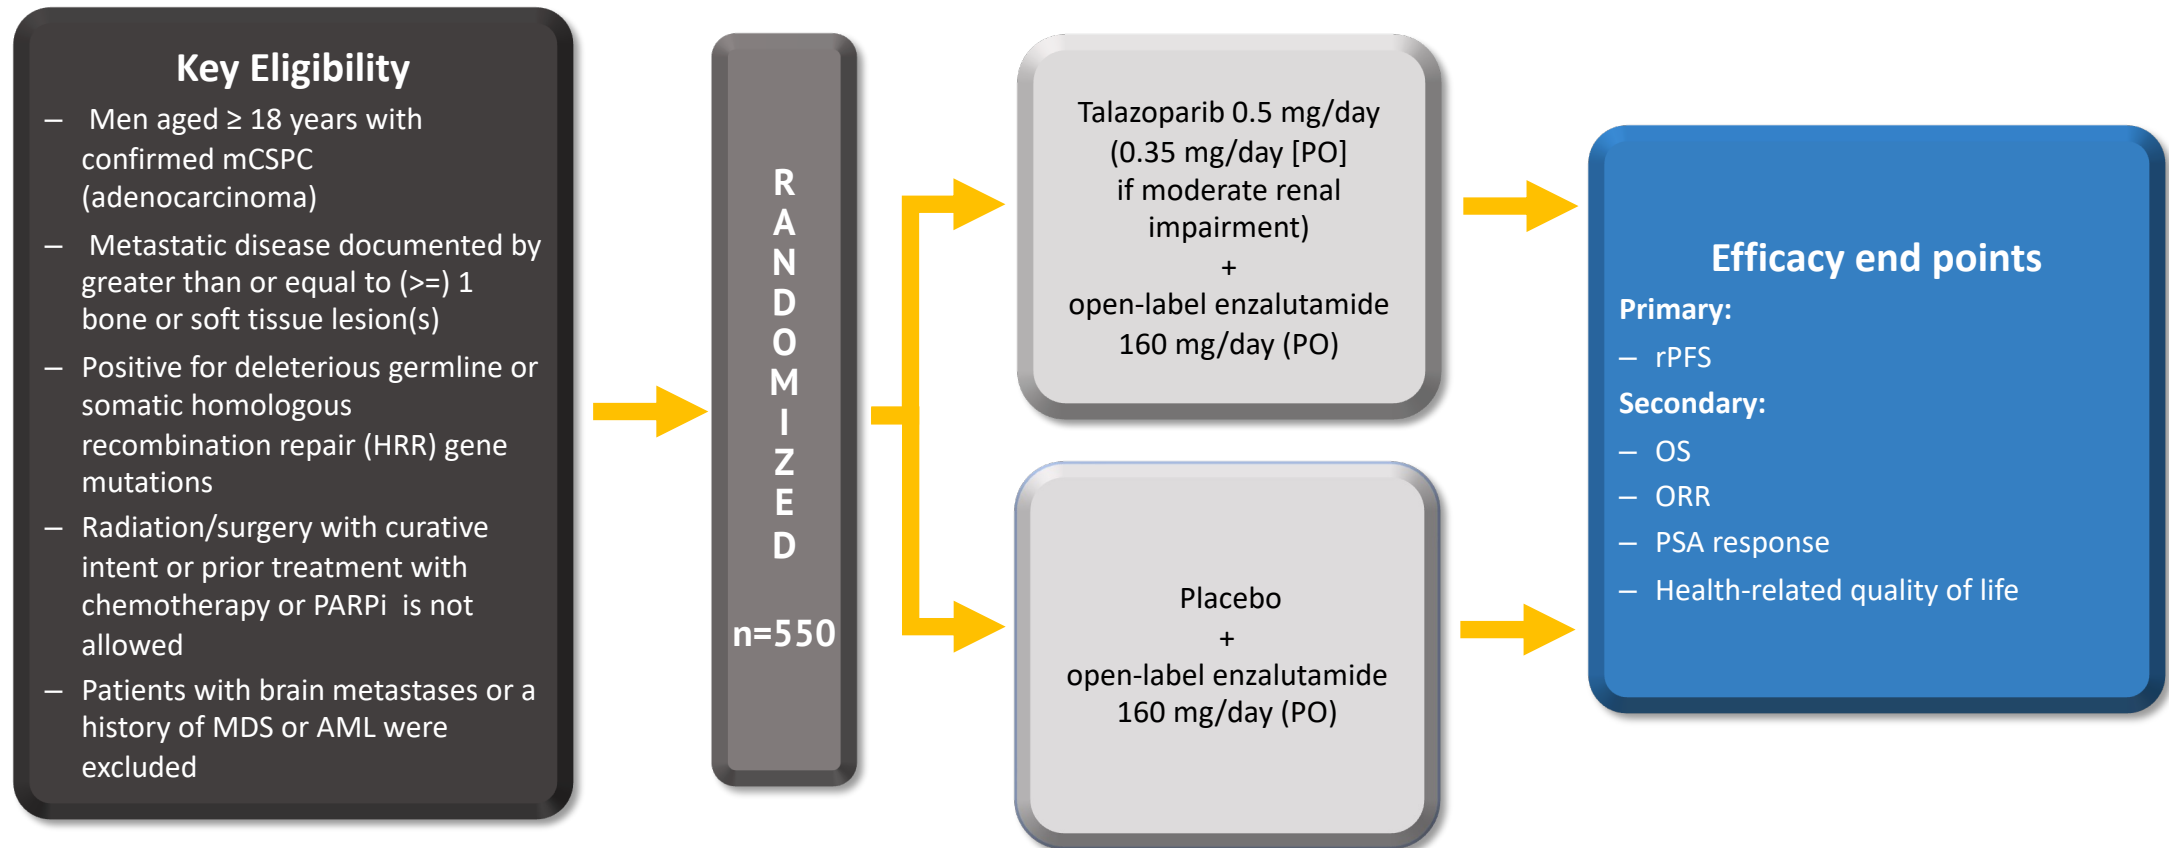 Key Eligibility
– Men aged ≥ 18 years with
confirmed mCSPC
(adenocarcinoma)
– Metastatic disease documented by
greater than or equal to (>=) 1
bone or soft tissue lesion(s)
– Positive for deleterious germline or
somatic homologous
recombination repair (HRR) gene
mutations
– Radiation/surgery with curative
intent or prior treatment with
chemotherapy or PARPi is not
allowed
– Patients with brain metastases or a
history of MDS or AML were
excluded
R
A
N
D
O
M
I
Z
E
D
n=550
Talazoparib 0.5 mg/day
(0.35 mg/day [PO]
if moderate renal
impairment)
+
open-label enzalutamide
160 mg/day (PO)
Placebo
+
open-label enzalutamide
160 mg/day (PO)
Efficacy end points
Primary:
– rPFS
Secondary:
– OS
– ORR
– PSA response
– Health-related quality of life